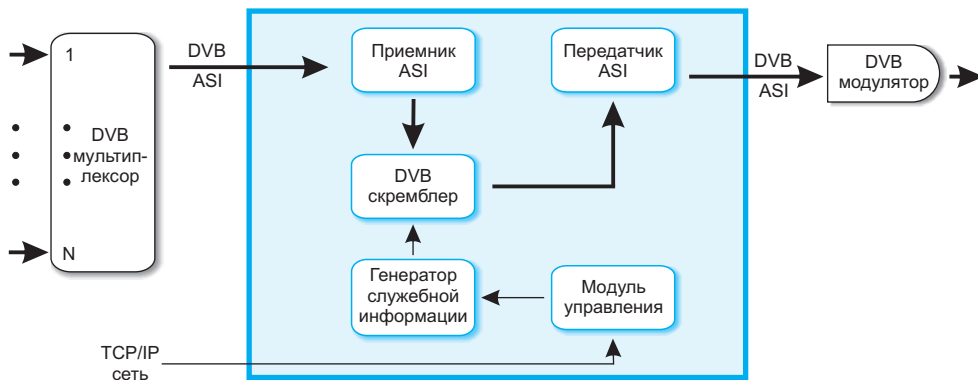 1
DVB
мультип-
лексор
N
DVB
ASI
Приемник
ASI
Передатчик
ASI
DVB
ASI
DVB
модулятор
DVB
скремблер
Генератор
служебной
информации
Модуль
управления
TCP/IP
сеть